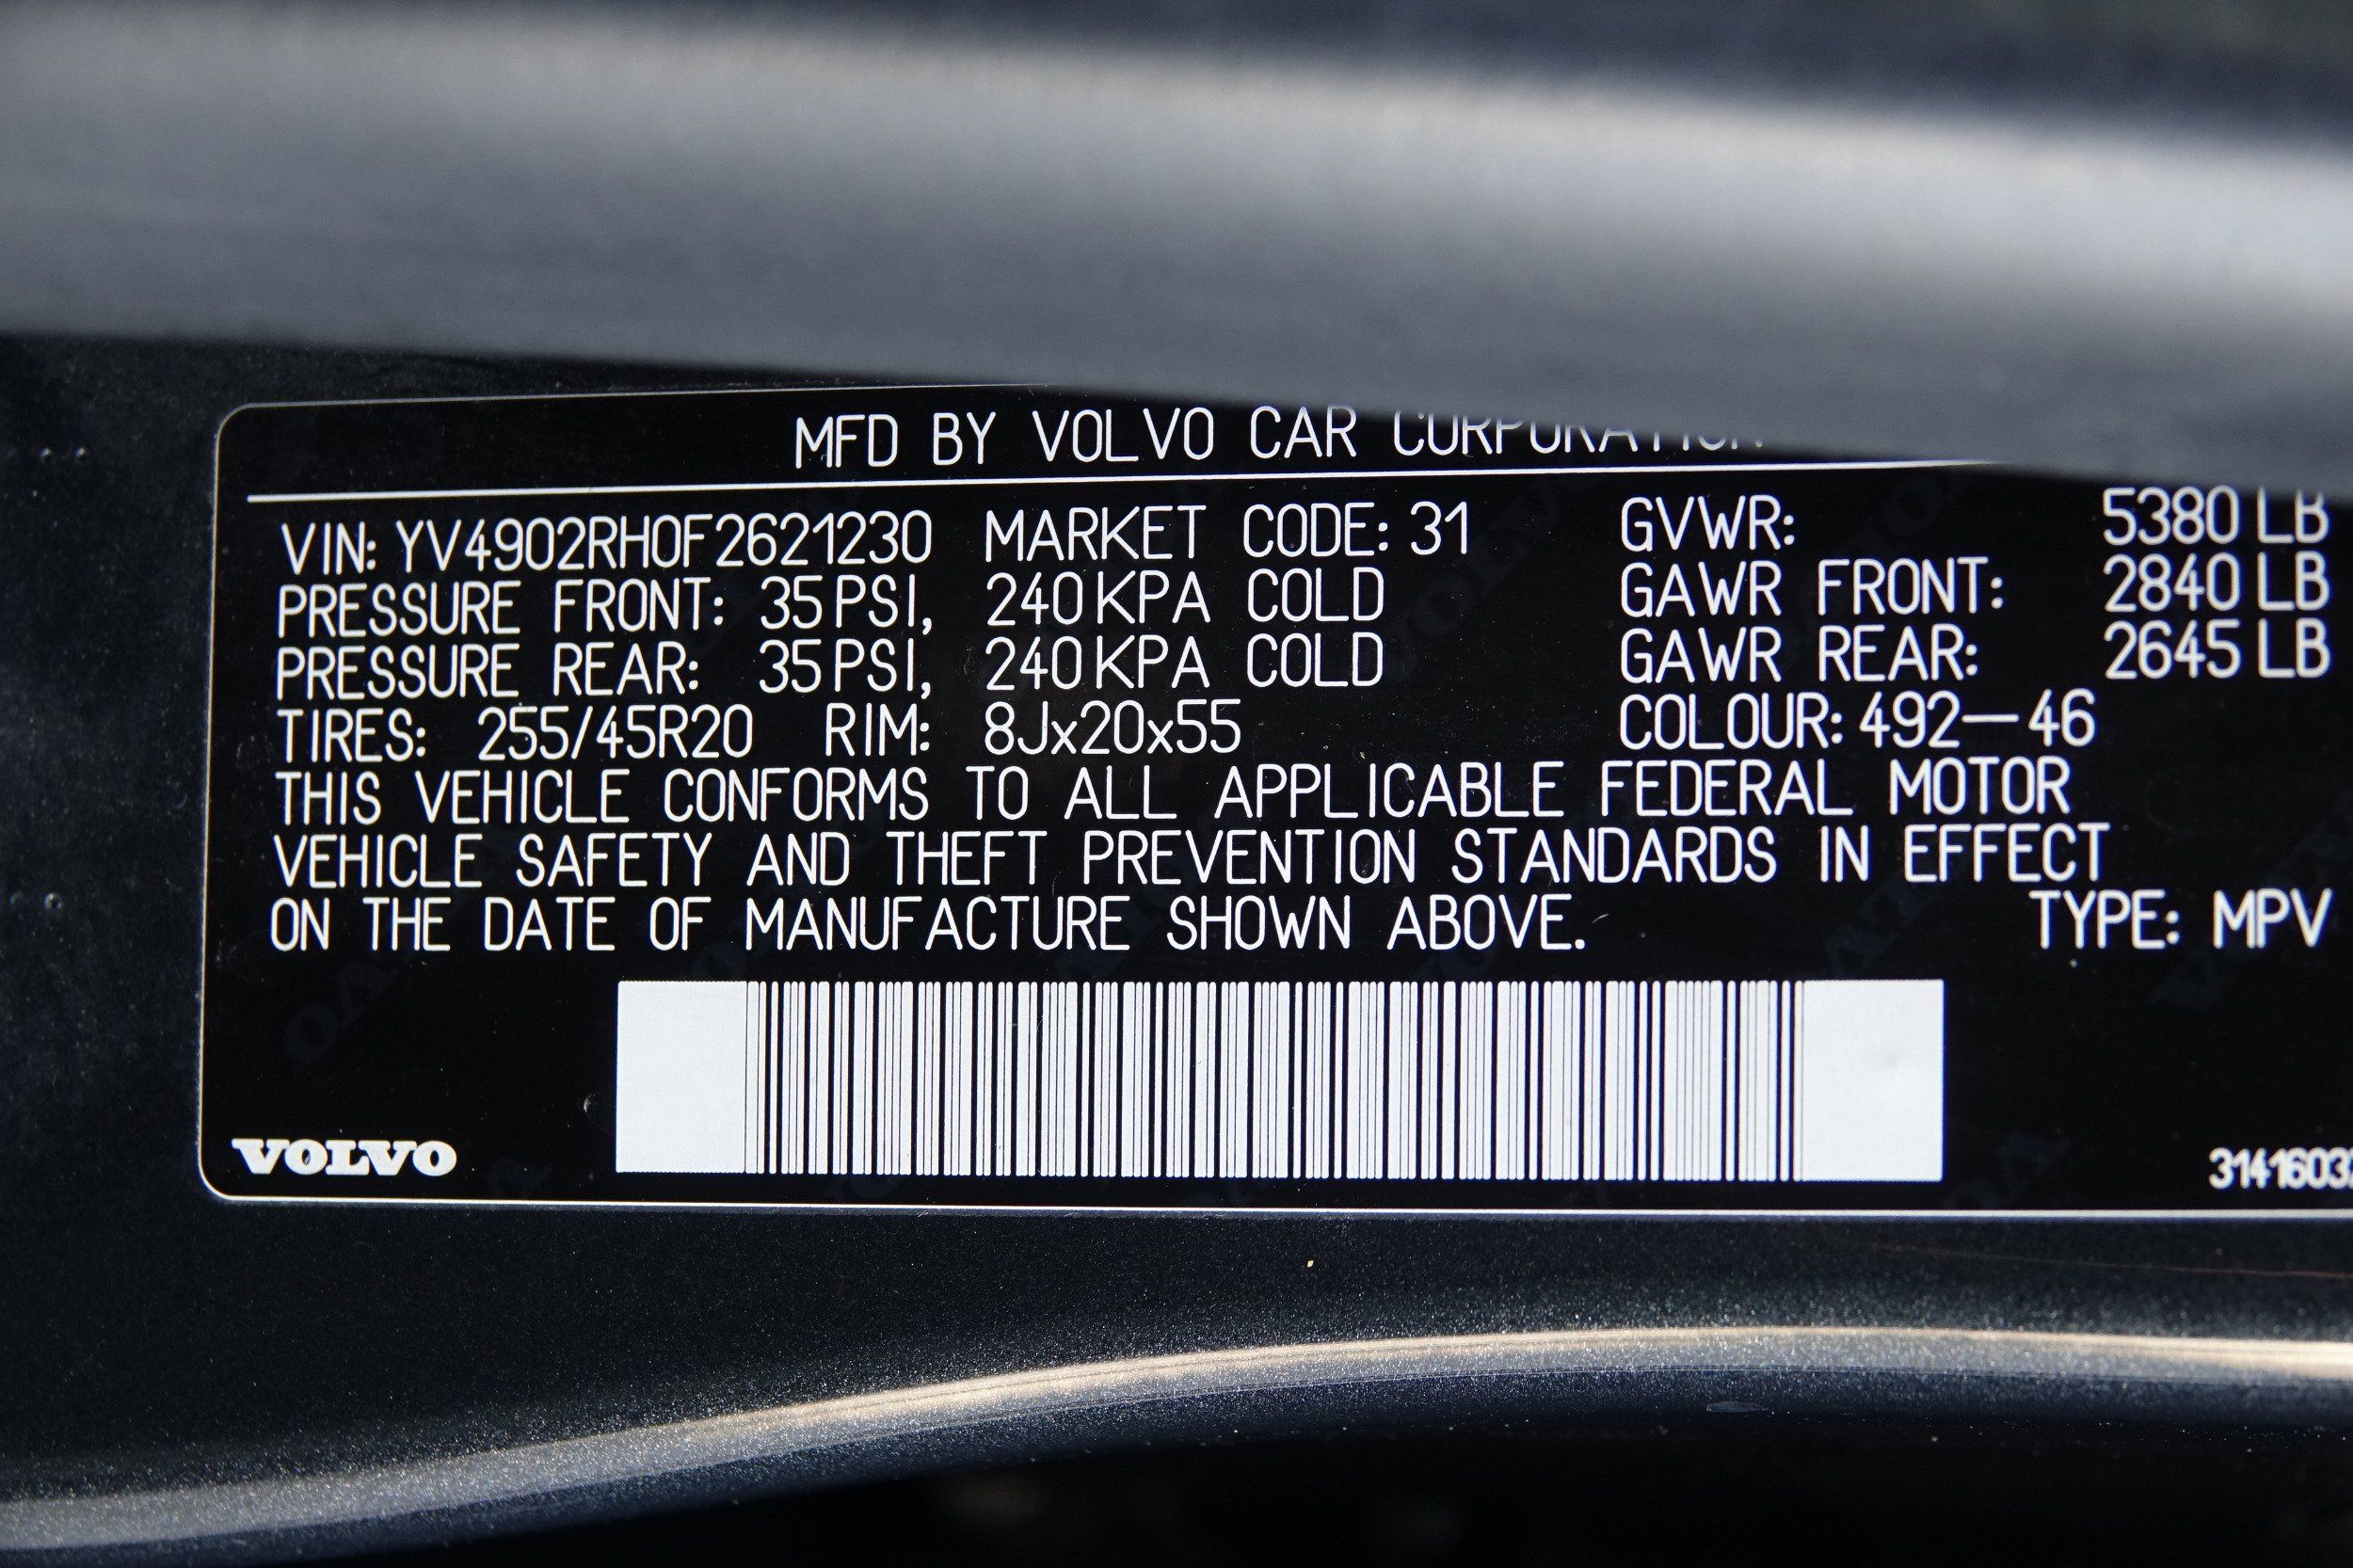 MFD BY VOLVO CAR CORPORATION
VIN: YV4902RH0F2621230 MARKET CODE: 31 GVWR: 5380 LB
PRESSURE FRONT: 35 PSI, 240 KPA COLD GAWR FRONT: 2840 LB
PRESSURE REAR: 35 PSI, 240 KPA COLD GAWR REAR: 2645 LB
TIRES: 255/45R20 RIM: 8Jx20x55 COLOUR: 492-46
THIS VEHICLE CONFORMS TO ALL APPLICABLE FEDERAL MOTOR
VEHICLE SAFETY AND THEFT PREVENTION STANDARDS IN EFFECT
ON THE DATE OF MANUFACTURE SHOWN ABOVE. TYPE: MPV
VOLVO